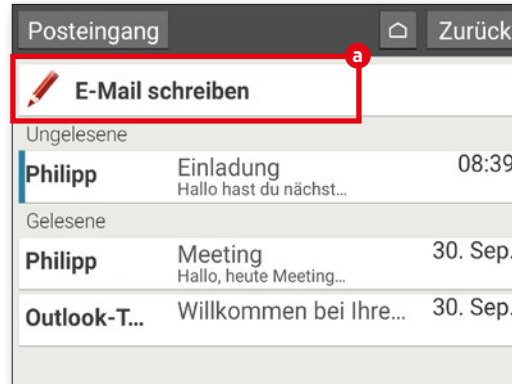 Posteingang Zurück
a
E-Mail schreiben
Ungelesene
Philipp Einladung 08:39
Hallo hast du nächst...
Gelesene
Philipp Meeting 30. Sep.
Hallo, heute Meeting...
Outlook-T... Willkommen bei Ihre... 30. Sep.